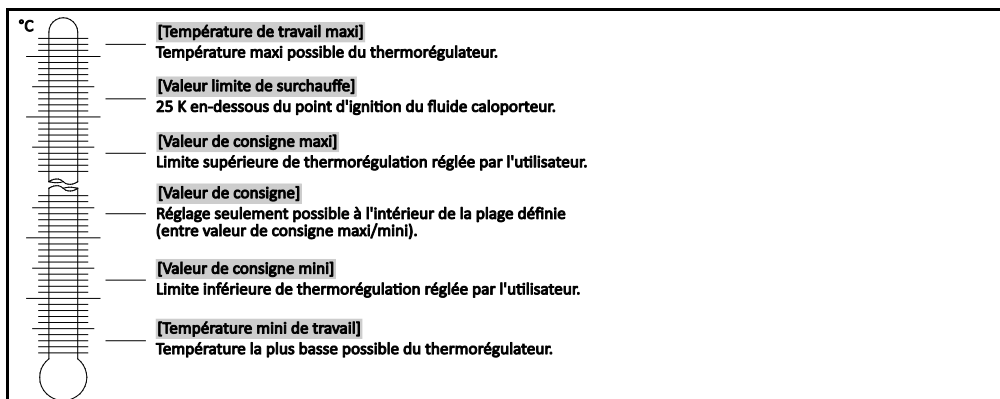 °C
[Température de travail maxi]
Température maxi possible du thermorégulateur.
[Valeur limite de surchauffe]
25 K en-dessous du point d'ignition du fluide caloporteur.
[Valeur de consigne maxi]
Limite supérieure de thermorégulation réglée par l'utilisateur.
[Valeur de consigne]
Réglage seulement possible à l'intérieur de la plage définie
(entre valeur de consigne maxi/mini).
[Valeur de consigne mini]
Limite inférieure de thermorégulation réglée par l'utilisateur.
[Température mini de travail]
Température la plus basse possible du thermorégulateur.